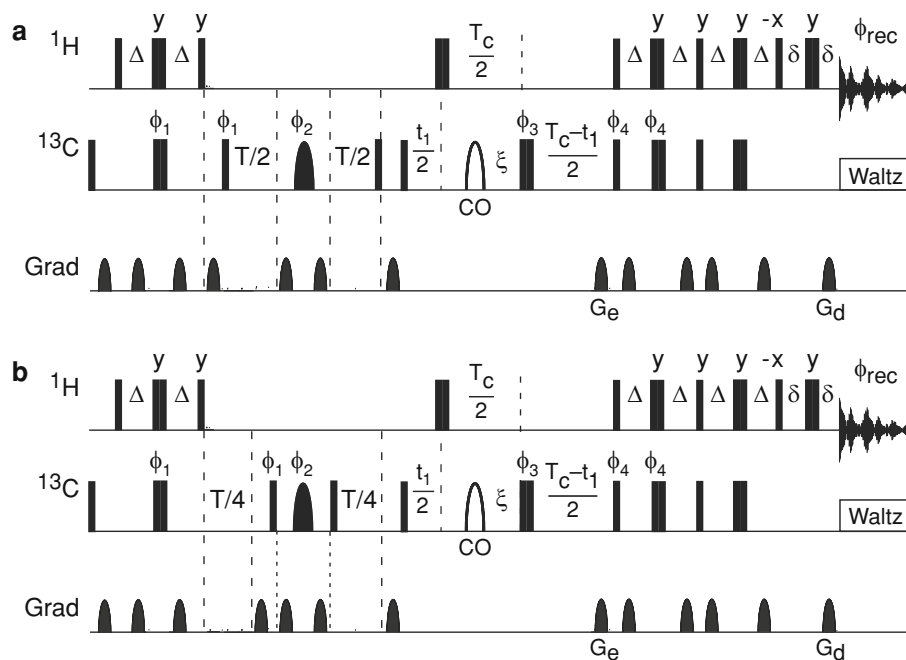 a
y y y y y -x y ϕrec
¹H Δ Δ Tc/2 Δ Δ Δ Δ δ δ
ϕ1 ϕ1 ϕ2 ϕ3 ϕ4 ϕ4
¹³C T/2 T/2 t1/2 ξ Tc–t1/2 Waltz
CO
Grad
Ge Gd
b
y y y y y -x y ϕrec
¹H Δ Δ Tc/2 Δ Δ Δ Δ δ δ
ϕ1 ϕ1 ϕ2 ϕ3 ϕ4 ϕ4
¹³C T/4 T/4 t1/2 ξ Tc–t1/2 Waltz
CO
Grad
Ge Gd